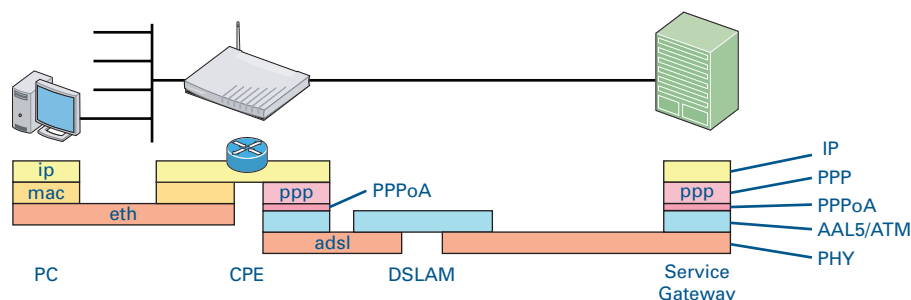 IP
ip
mac
ppp
PPPoA
ppp
PPP
PPPoA
eth
AAL5/ATM
adsl
PHY
PC
CPE
DSLAM
Service
Gateway